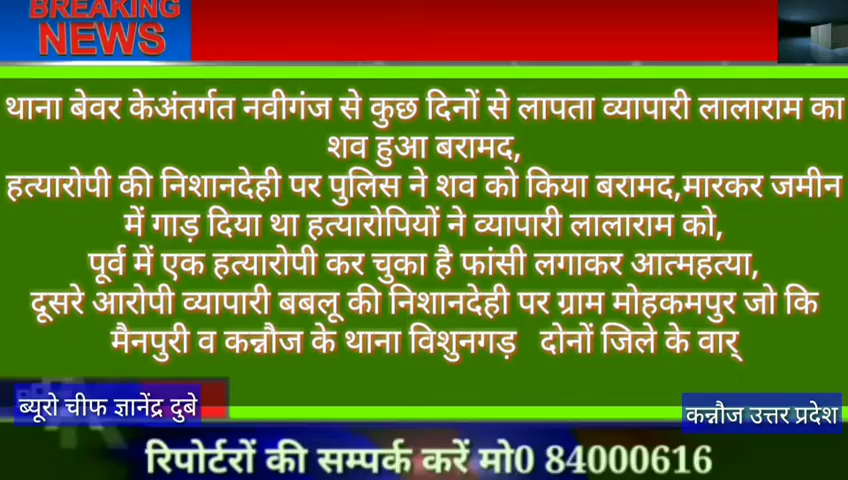 BREAKING
NEWS
थाना बेवर केअंतर्गत नवीगंज से कुछ दिनों से लापता व्यापारी लालाराम का
शव हुआ बरामद,
हत्यारोपी की निशानदेही पर पुलिस ने शव को किया बरामद,मारकर जमीन
में गाड़ दिया था हत्यारोपियों ने व्यापारी लालाराम को,
पूर्व में एक हत्यारोपी कर चुका है फांसी लगाकर आत्महत्या,
दूसरे आरोपी व्यापारी बबलू की निशानदेही पर ग्राम मोहकमपुर जो कि
मैनपुरी व कन्नौज के थाना विशुनगड़ दोनों जिले के वार्
ब्यूरो चीफ ज्ञानेंद्र दुबे
कन्नौज उत्तर प्रदेश
रिपोर्टरों की सम्पर्क करें मो0 84000616